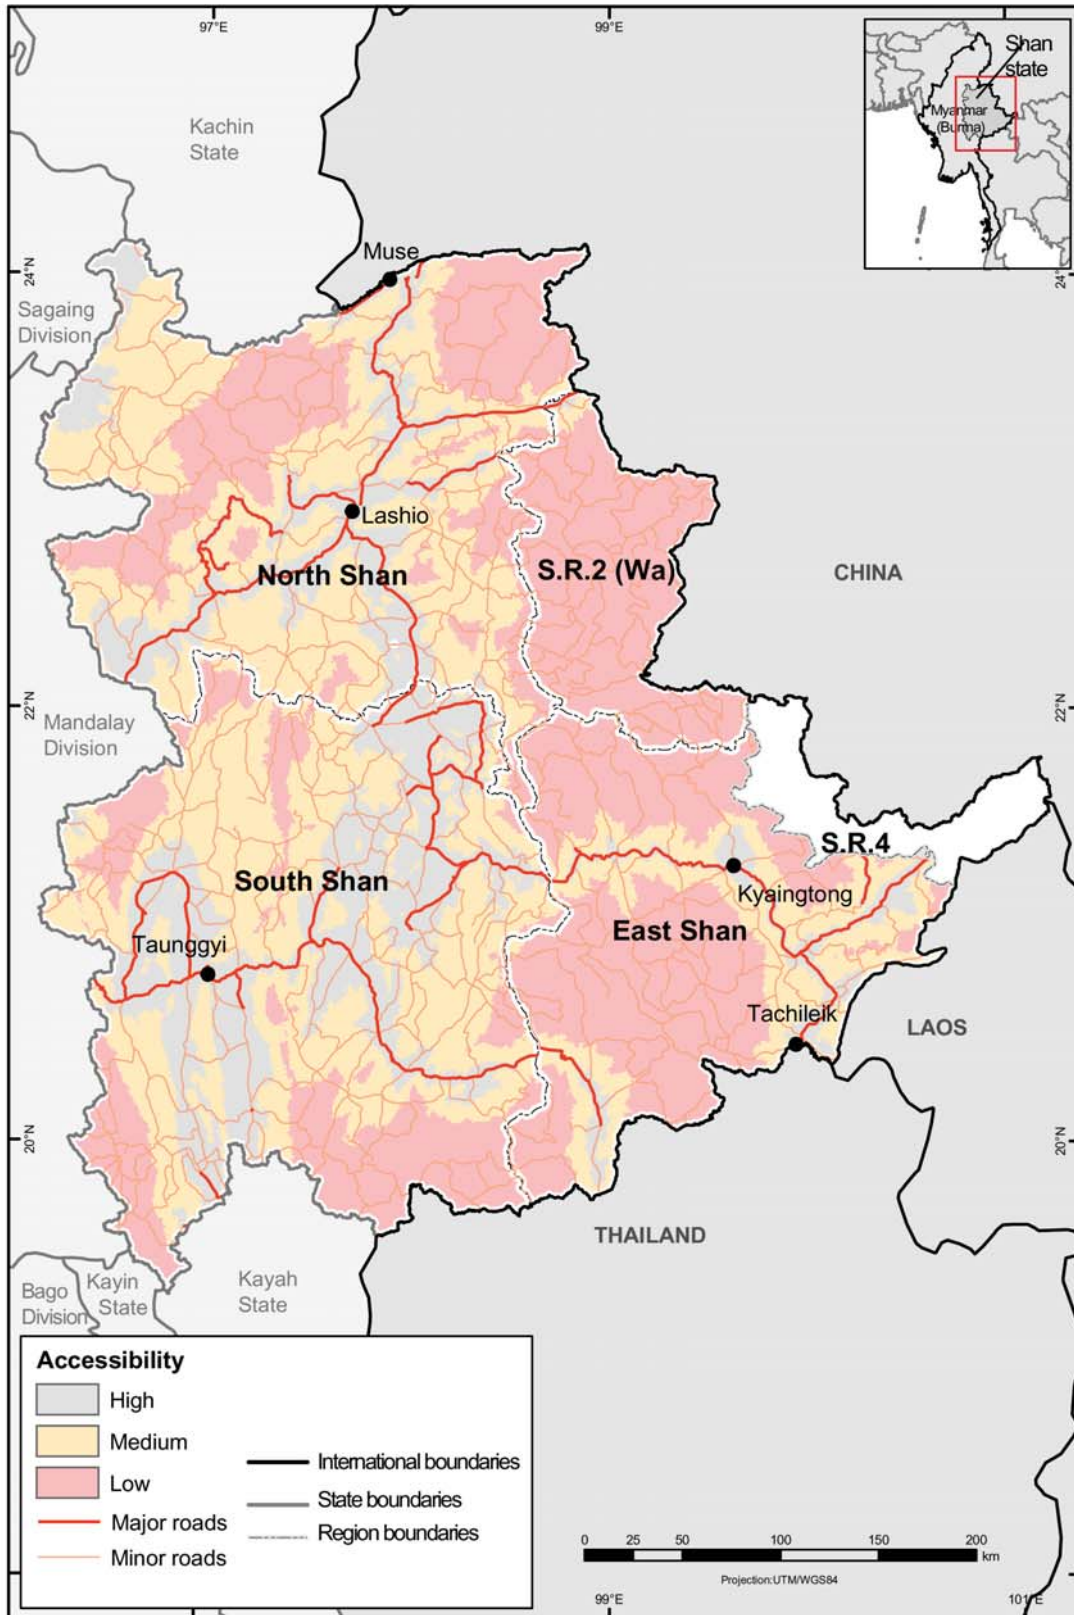 97°E
99°E
Shan
state
Myanmar
(Burma)
Kachin
State
Muse
24°N
24°
Sagaing
Division
Lashio
North Shan
S.R.2 (Wa)
CHINA
22°N
22°N
Mandalay
Division
S.R.4
South Shan
Kyaingtong
East Shan
Taunggyi
Tachileik
LAOS
20°N
20°N
THAILAND
Bago
Division
Kayin
State
Kayah
State
Accessibility
High
Medium
Low
Major roads
Minor roads
International boundaries
State boundaries
Region boundaries
0 25 50 100 150 200
km
Projection:UTM/WGS84
99°E
101°E